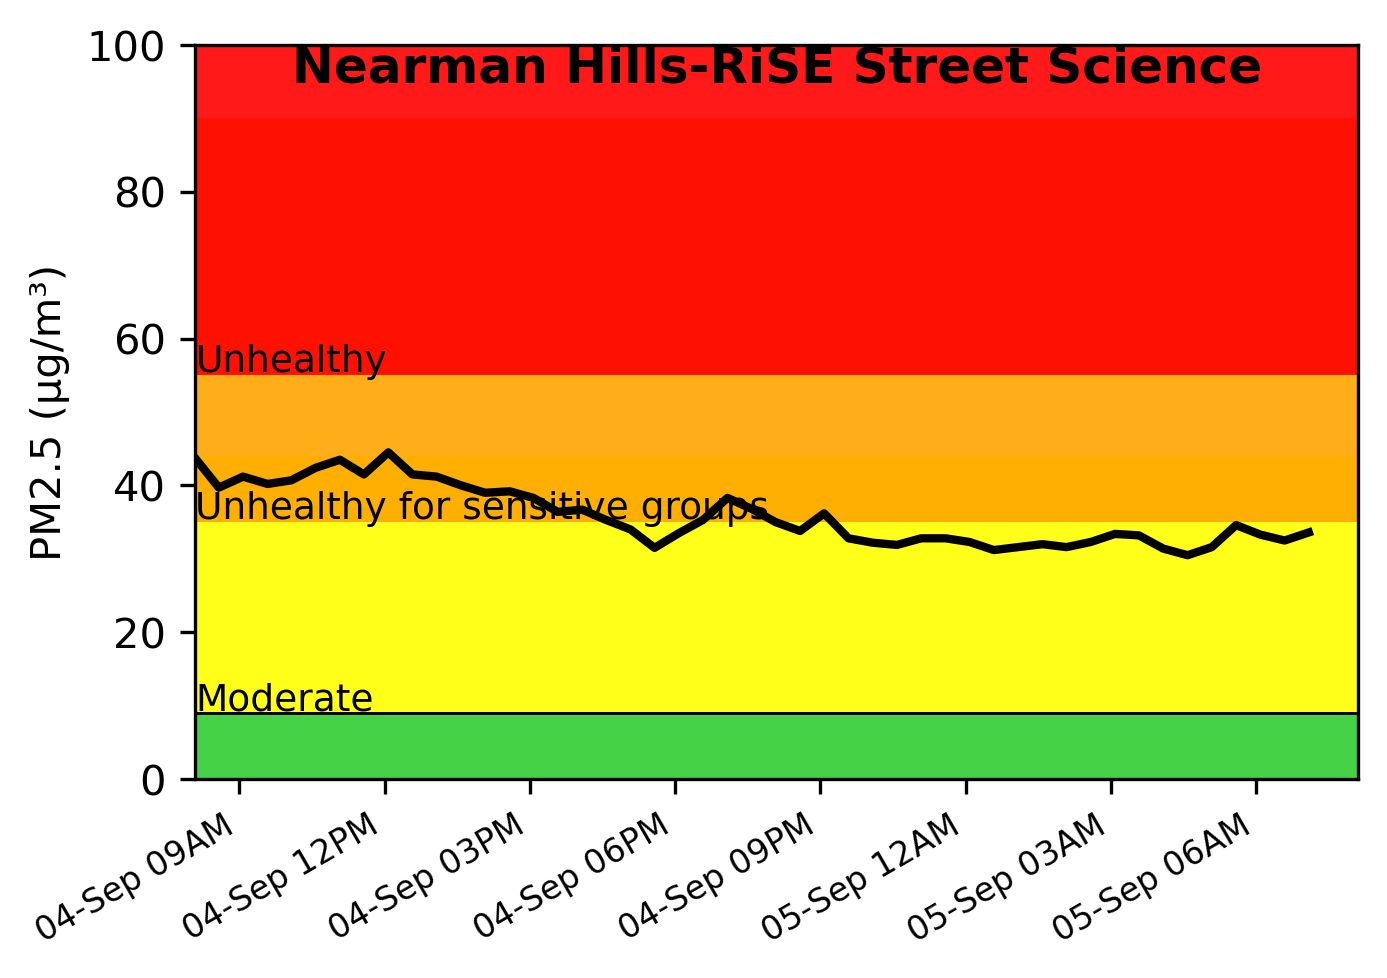 Nearman Hills-RiSE Street Science
100
80
60
40
20
0
PM2.5 (μg/m³)
Unhealthy
Unhealthy for sensitive groups
Moderate
04-Sep 09AM
04-Sep 12PM
04-Sep 03PM
04-Sep 06PM
04-Sep 09PM
05-Sep 12AM
05-Sep 03AM
05-Sep 06AM